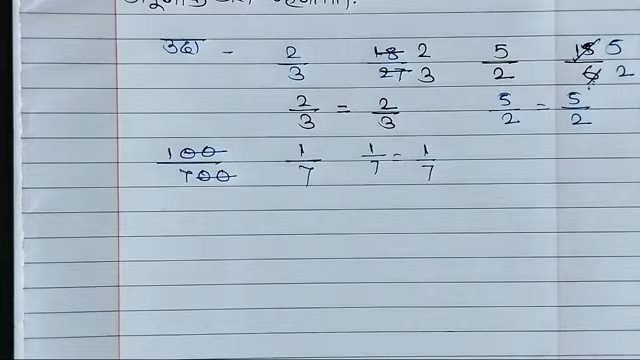 उदा - 2/3 18/27 2/3 5/2 15/6 5/2
2/3 = 2/3 5/2 = 5/2
100/700 1/7 1/7 = 1/7